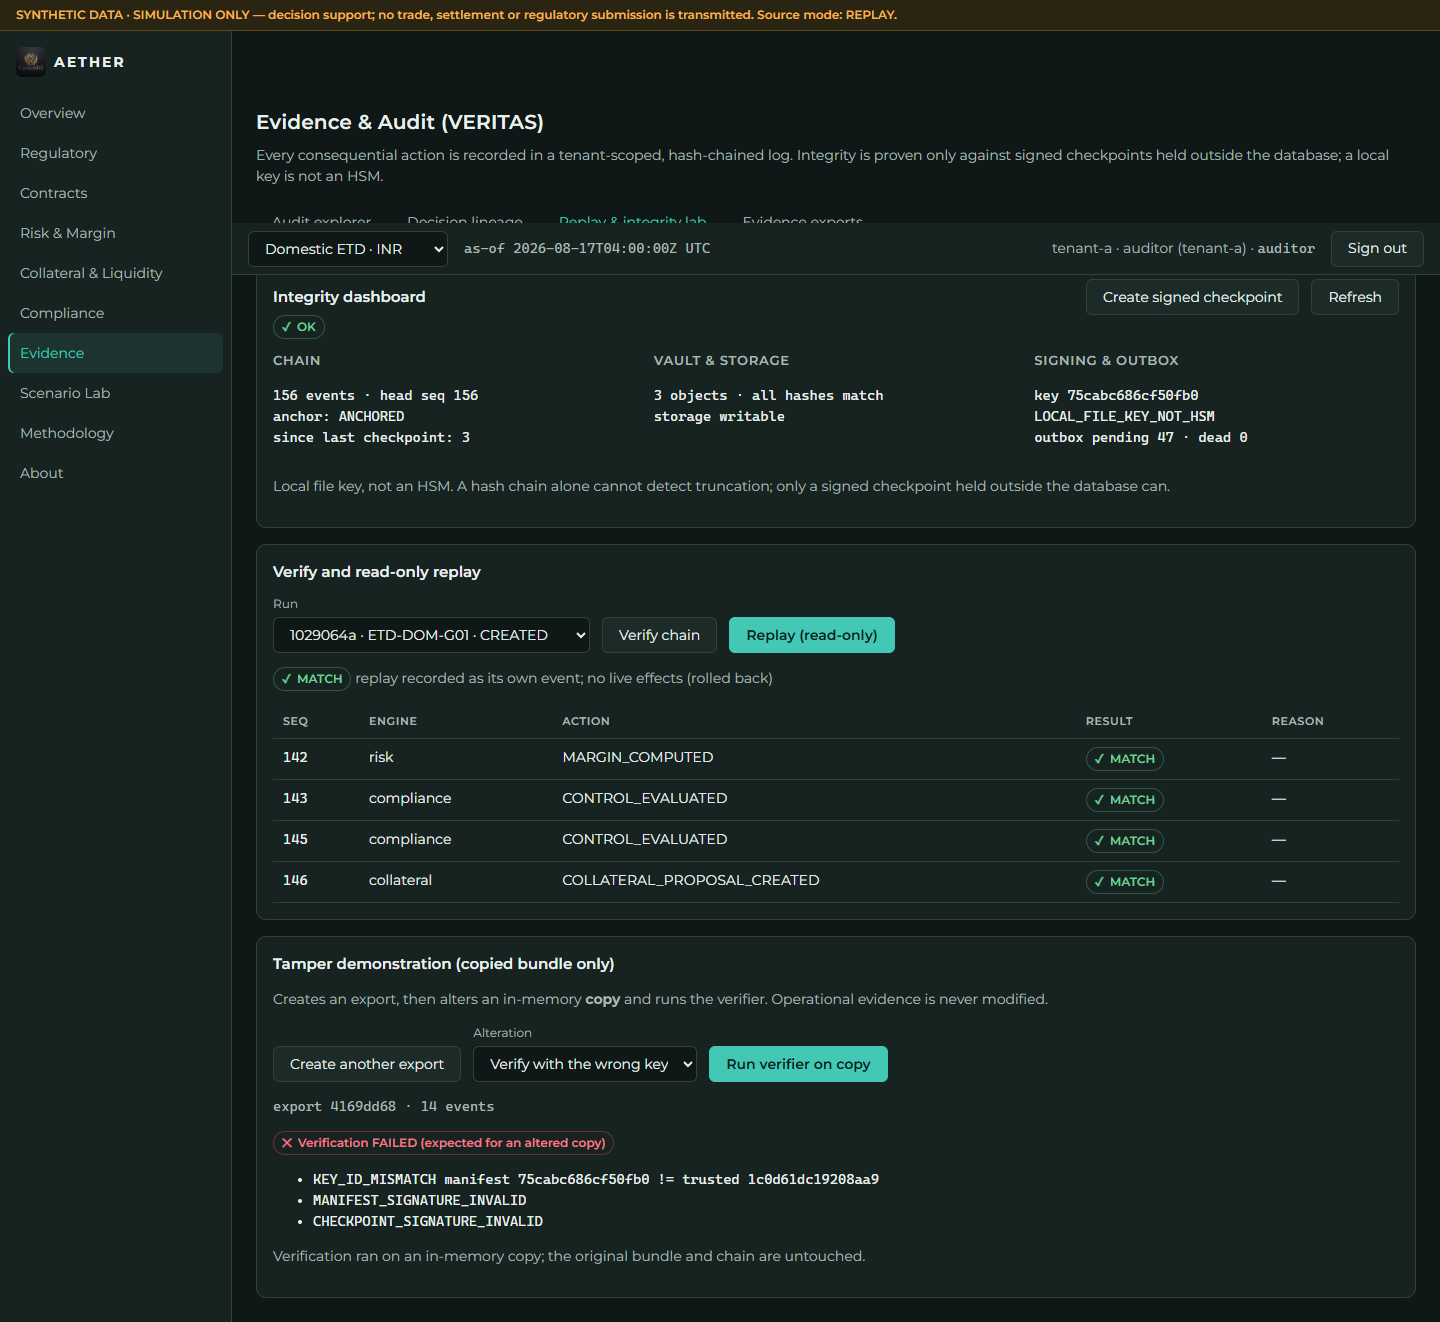 SYNTHETIC DATA · SIMULATION ONLY — decision support; no trade, settlement or regulatory submission is transmitted. Source mode: REPLAY.
AETHER
Overview
Regulatory
Contracts
Risk & Margin
Collateral & Liquidity
Compliance
Evidence
Scenario Lab
Methodology
About
Evidence & Audit (VERITAS)
Every consequential action is recorded in a tenant-scoped, hash-chained log. Integrity is proven only against signed checkpoints held outside the database; a local
key is not an HSM.
Audit explorer Decision lineage Replay & integrity lab Evidence exports
Domestic ETD · INR as-of 2026-08-17T04:00:00Z UTC tenant-a · auditor (tenant-a) · auditor Sign out
Integrity dashboard Create signed checkpoint Refresh
✓ OK
CHAIN VAULT & STORAGE SIGNING & OUTBOX
156 events · head seq 156 3 objects · all hashes match key 75cabc686cf50fb0
anchor: ANCHORED storage writable LOCAL_FILE_KEY_NOT_HSM
since last checkpoint: 3 outbox pending 47 · dead 0
Local file key, not an HSM. A hash chain alone cannot detect truncation; only a signed checkpoint held outside the database can.
Verify and read-only replay
Run
1029064a · ETD-DOM-G01 · CREATED Verify chain Replay (read-only)
✓ MATCH replay recorded as its own event; no live effects (rolled back)
SEQ ENGINE ACTION RESULT REASON
142 risk MARGIN_COMPUTED ✓ MATCH —
143 compliance CONTROL_EVALUATED ✓ MATCH —
145 compliance CONTROL_EVALUATED ✓ MATCH —
146 collateral COLLATERAL_PROPOSAL_CREATED ✓ MATCH —
Tamper demonstration (copied bundle only)
Creates an export, then alters an in-memory copy and runs the verifier. Operational evidence is never modified.
Alteration
Create another export Verify with the wrong key Run verifier on copy
export 4169dd68 · 14 events
✕ Verification FAILED (expected for an altered copy)
• KEY_ID_MISMATCH manifest 75cabc686cf50fb0 != trusted 1c0d61dc19208aa9
• MANIFEST_SIGNATURE_INVALID
• CHECKPOINT_SIGNATURE_INVALID
Verification ran on an in-memory copy; the original bundle and chain are untouched.